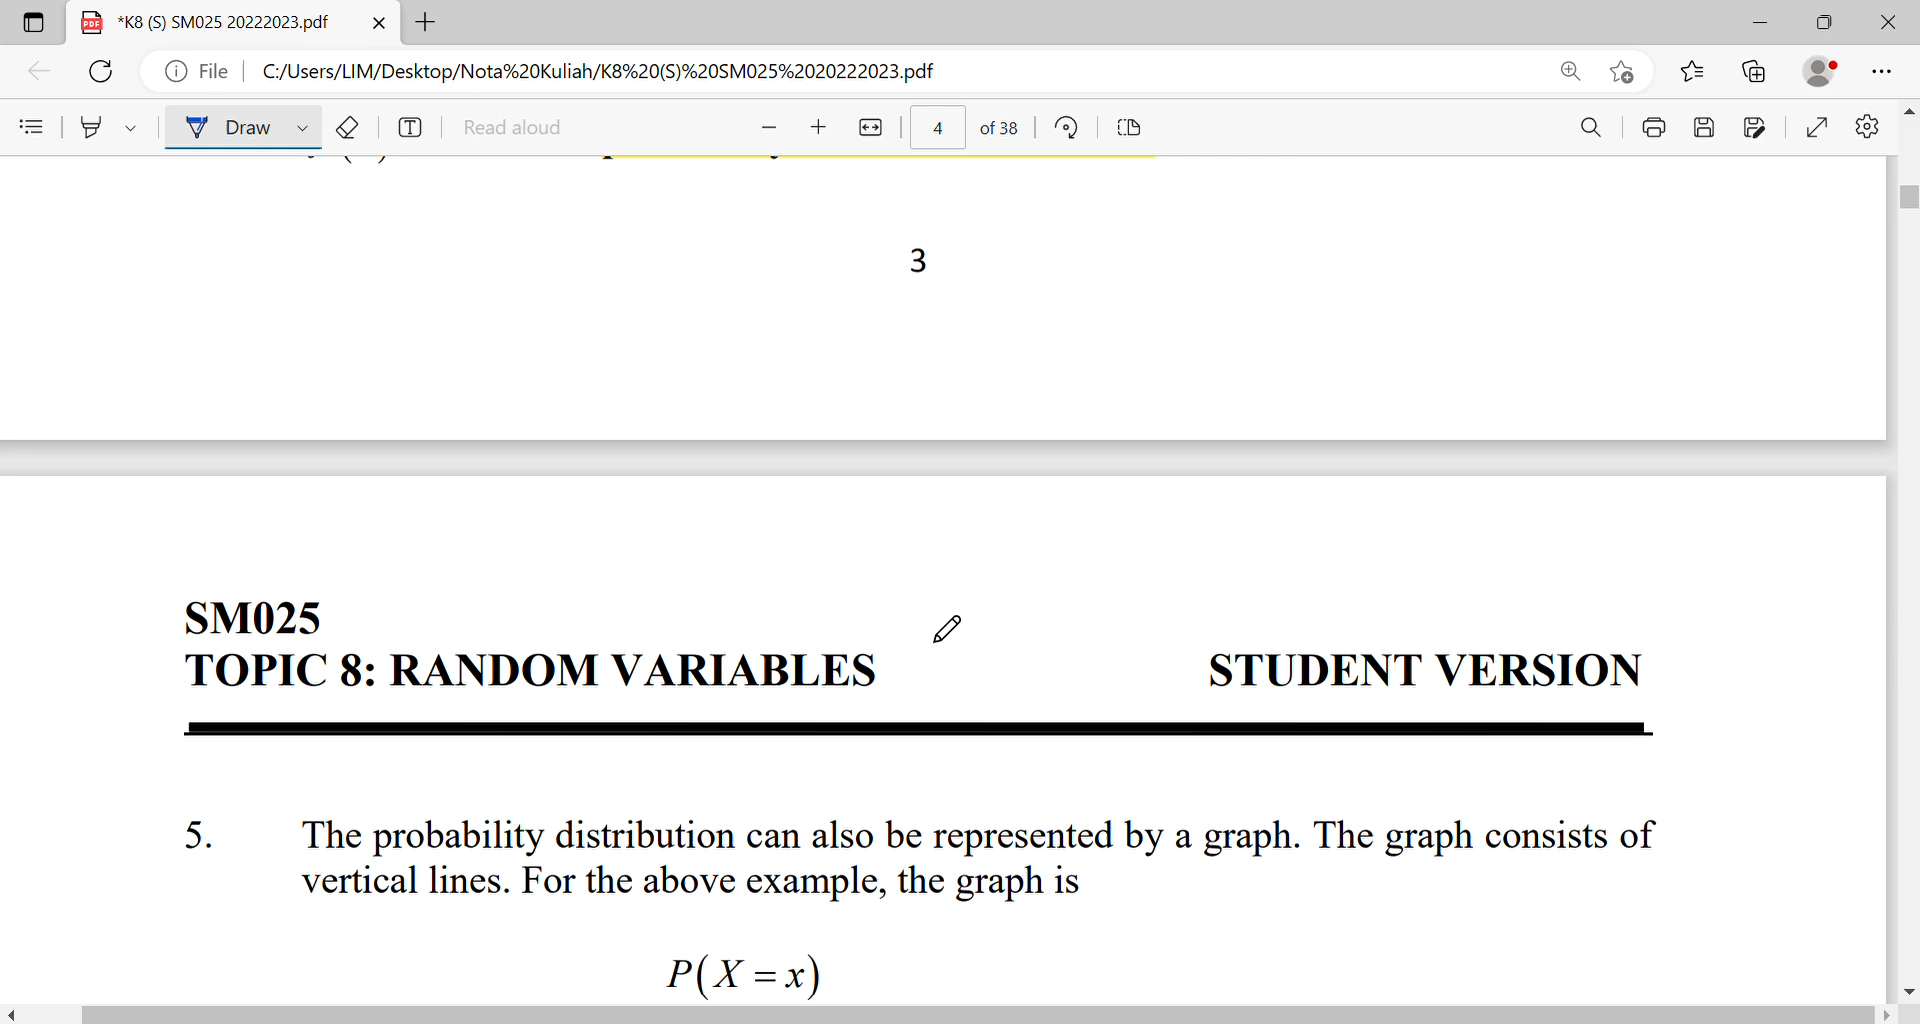 *K8 (S) SM025 20222023.pdf
File
C:/Users/LIM/Desktop/Nota%20Kuliah/K8%20(S)%20SM025%2020222023.pdf
Draw
Read aloud
4
of 38
3
SM025
TOPIC 8: RANDOM VARIABLES
STUDENT VERSION
5. The probability distribution can also be represented by a graph. The graph consists of
vertical lines. For the above example, the graph is
P(X = x)